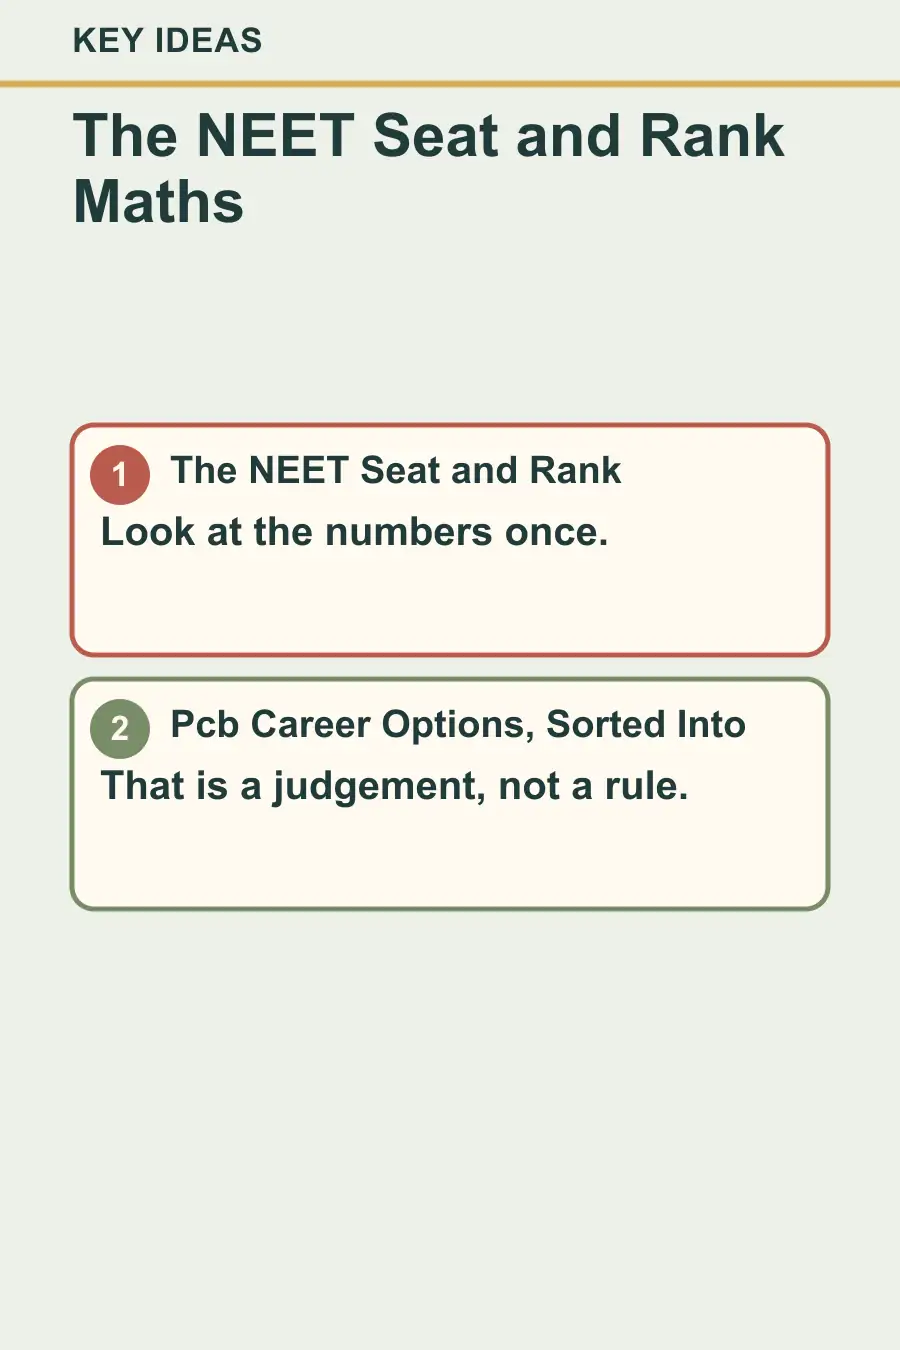 KEY IDEAS
The NEET Seat and Rank
Maths
1 The NEET Seat and Rank
Look at the numbers once.
2 Pcb Career Options, Sorted Into
That is a judgement, not a rule.